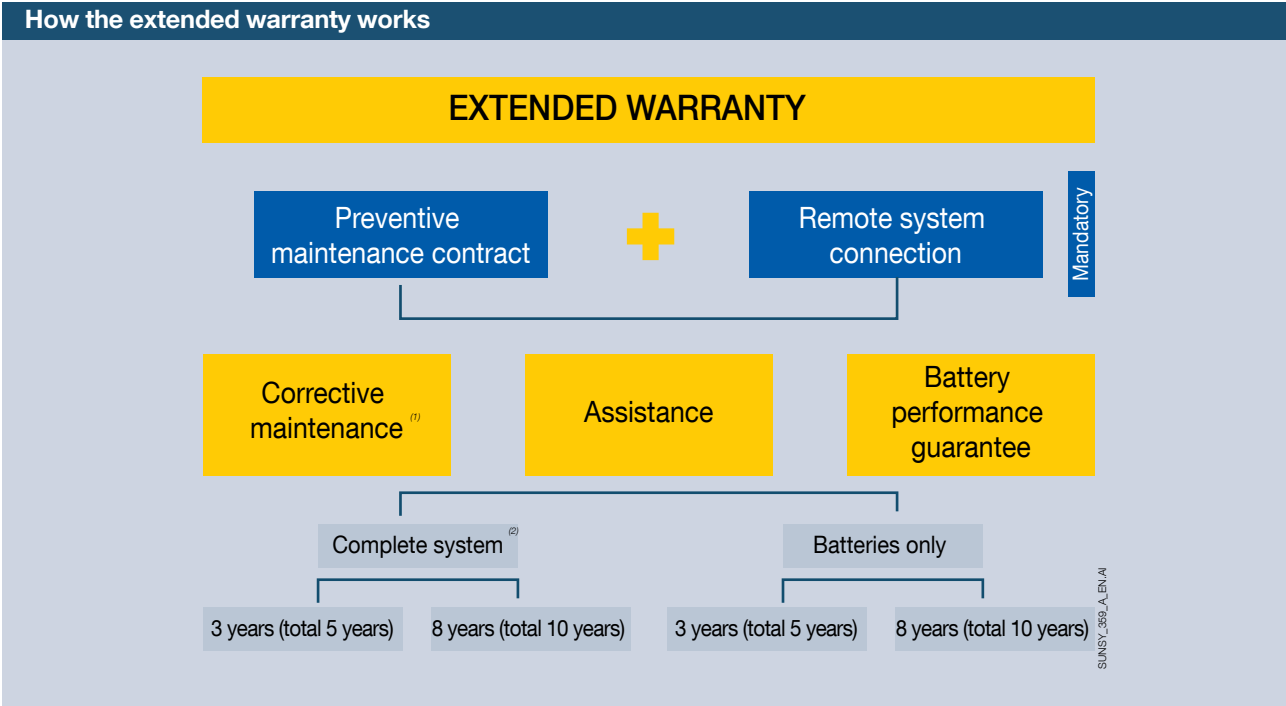 How the extended warranty works
EXTENDED WARRANTY
Preventive
maintenance contract
Remote system
connection
Mandatory
Corrective
maintenance (1)
Assistance
Battery
performance
guarantee
Complete system (2)
Batteries only
3 years (total 5 years)
8 years (total 10 years)
3 years (total 5 years)
8 years (total 10 years)
SUNSY_359_A_EN.AI